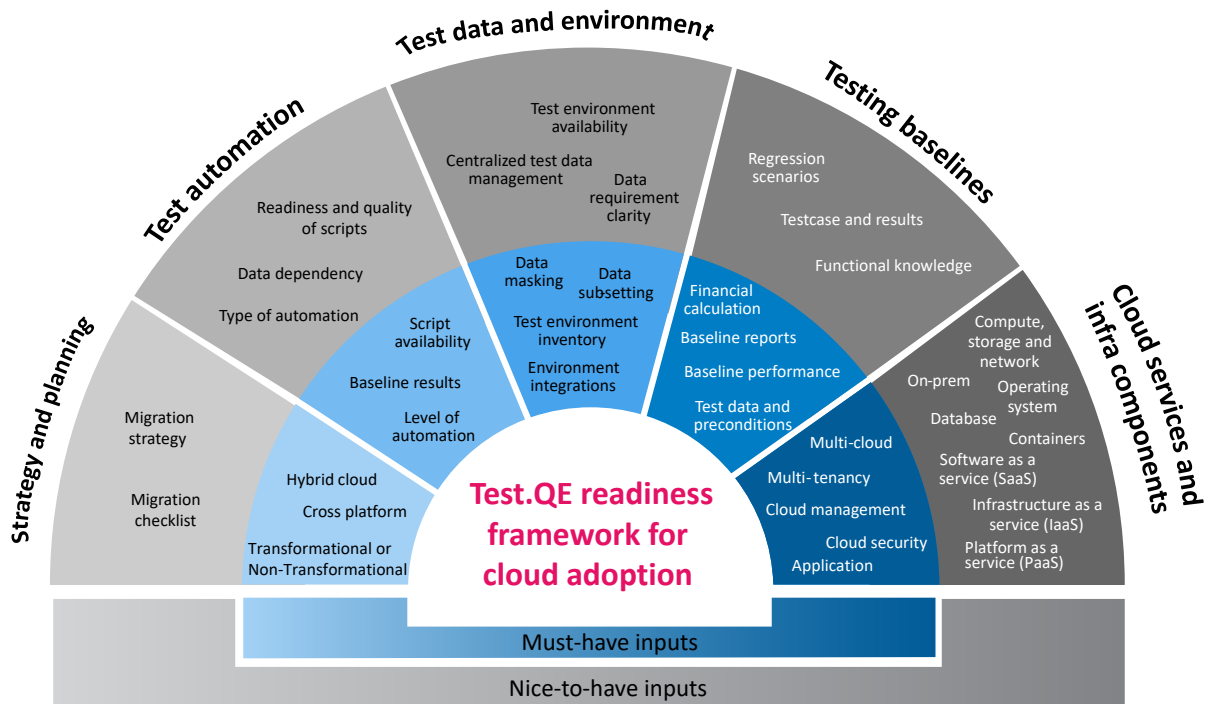 Strategy and planning
Test automation
Test data and environment
Testing baselines
Cloud services and
infra components
Migration
strategy
Migration
checklist
Hybrid cloud
Cross platform
Transformational or
Non-Transformational
Readiness and quality
of scripts
Data dependency
Type of automation
Script
availability
Baseline results
Level of
automation
Test environment
availability
Centralized test data
management
Data
requirement
clarity
Data
masking
Data
subsetting
Test environment
inventory
Environment
integrations
Regression
scenarios
Testcase and results
Functional knowledge
Financial
calculation
Baseline reports
Baseline performance
Test data and
preconditions
Compute,
storage and
network
On-prem
Operating
system
Database
Containers
Software as a
service (SaaS)
Infrastructure as a
service (IaaS)
Platform as a
service (PaaS)
Multi-cloud
Multi-tenancy
Cloud management
Cloud security
Application
Test.QE readiness
framework for
cloud adoption
Must-have inputs
Nice-to-have inputs